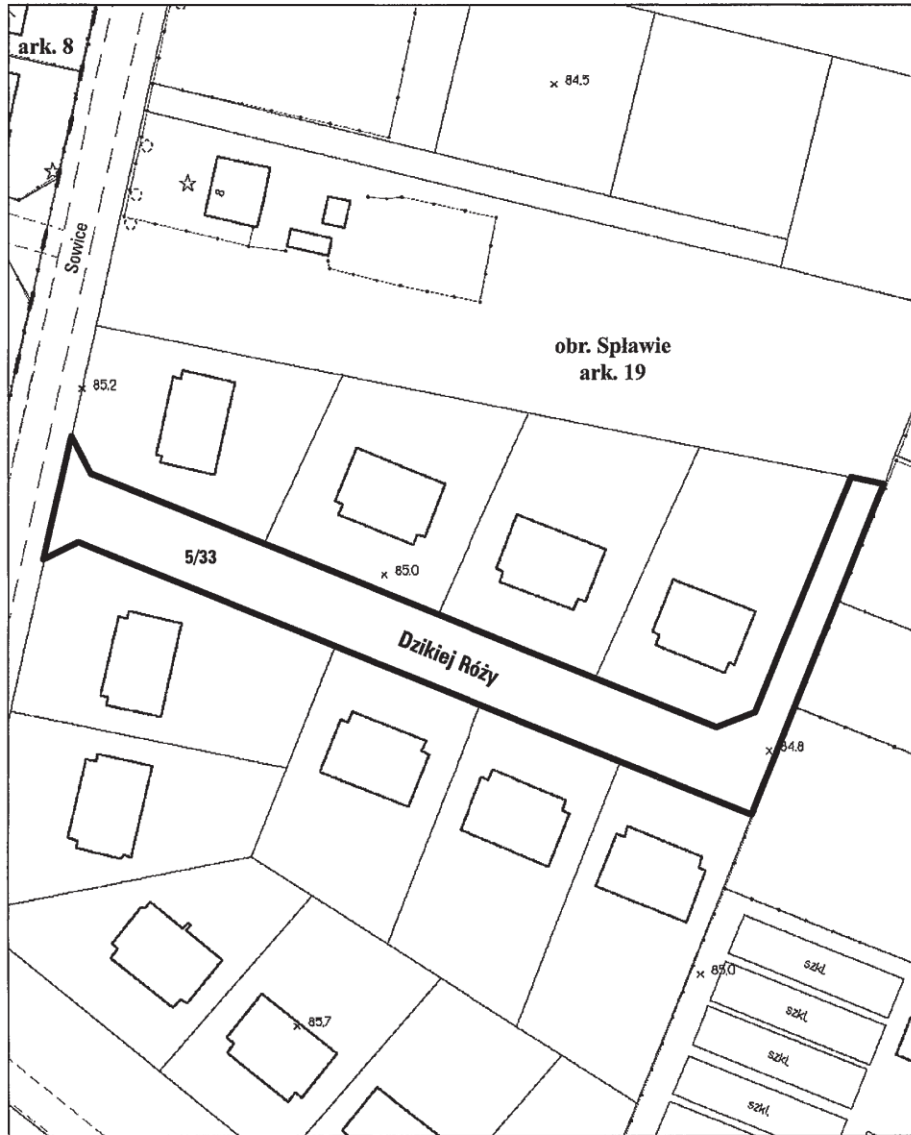 ark. 8
84.5
8
Sowice
obr. Spławie
ark. 19
85.2
5/33
85.0
Dzikiej Róży
84.8
szkl.
85.0
szkl.
szkl.
85.7
szkl.